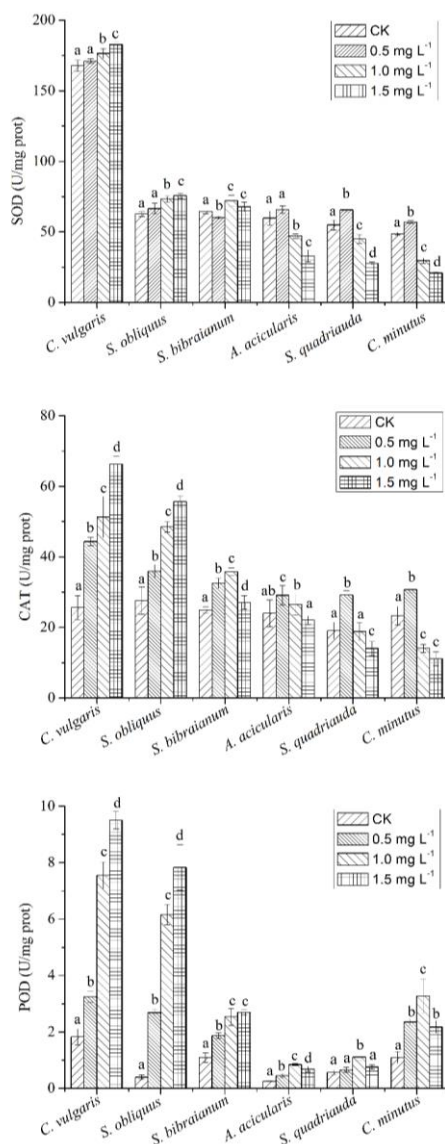 CK
0.5 mg L⁻¹
1.0 mg L⁻¹
1.5 mg L⁻¹
SOD (U/mg prot)
200
150
100
50
0
a a b c
a a b c
a b c a
a a b c
a b c d
a b c d
C. vulgaris
S. obliquus
S. bibraianum
A. acicularis
S. quadriauda
C. minutus
CK
0.5 mg L⁻¹
1.0 mg L⁻¹
1.5 mg L⁻¹
CAT (U/mg prot)
80
60
40
20
0
a b c d
a b c d
a b c d
ab c b a
a b a c
a b c c
C. vulgaris
S. obliquus
S. bibraianum
A. acicularis
S. quadriauda
C. minutus
CK
0.5 mg L⁻¹
1.0 mg L⁻¹
1.5 mg L⁻¹
POD (U/mg prot)
10
8
6
4
2
0
a b c d
a b c d
a b c c
a b c d
a a b a
a b c b
C. vulgaris
S. obliquus
S. bibraianum
A. acicularis
S. quadriauda
C. minutus